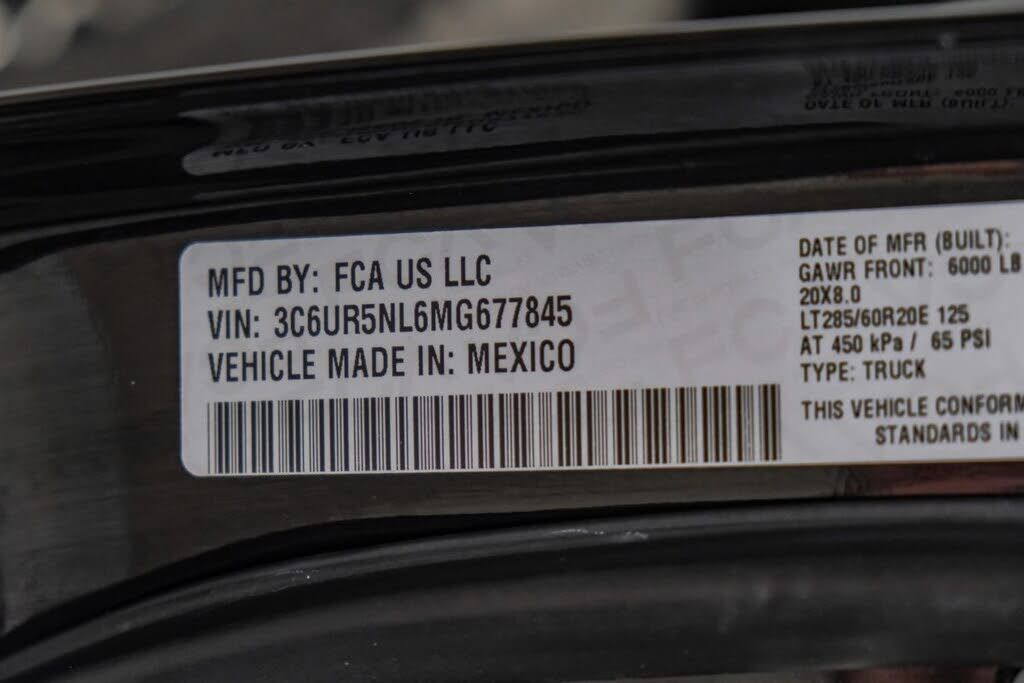 MFD BY: FCA US LLC
VIN: 3C6UR5NL6MG677845
VEHICLE MADE IN: MEXICO
DATE OF MFR (BUILT):
GAWR FRONT: 6000 LB
20X8.0
LT285/60R20E 125
AT 450 kPa / 65 PSI
TYPE: TRUCK
THIS VEHICLE CONFORM
STANDARDS IN